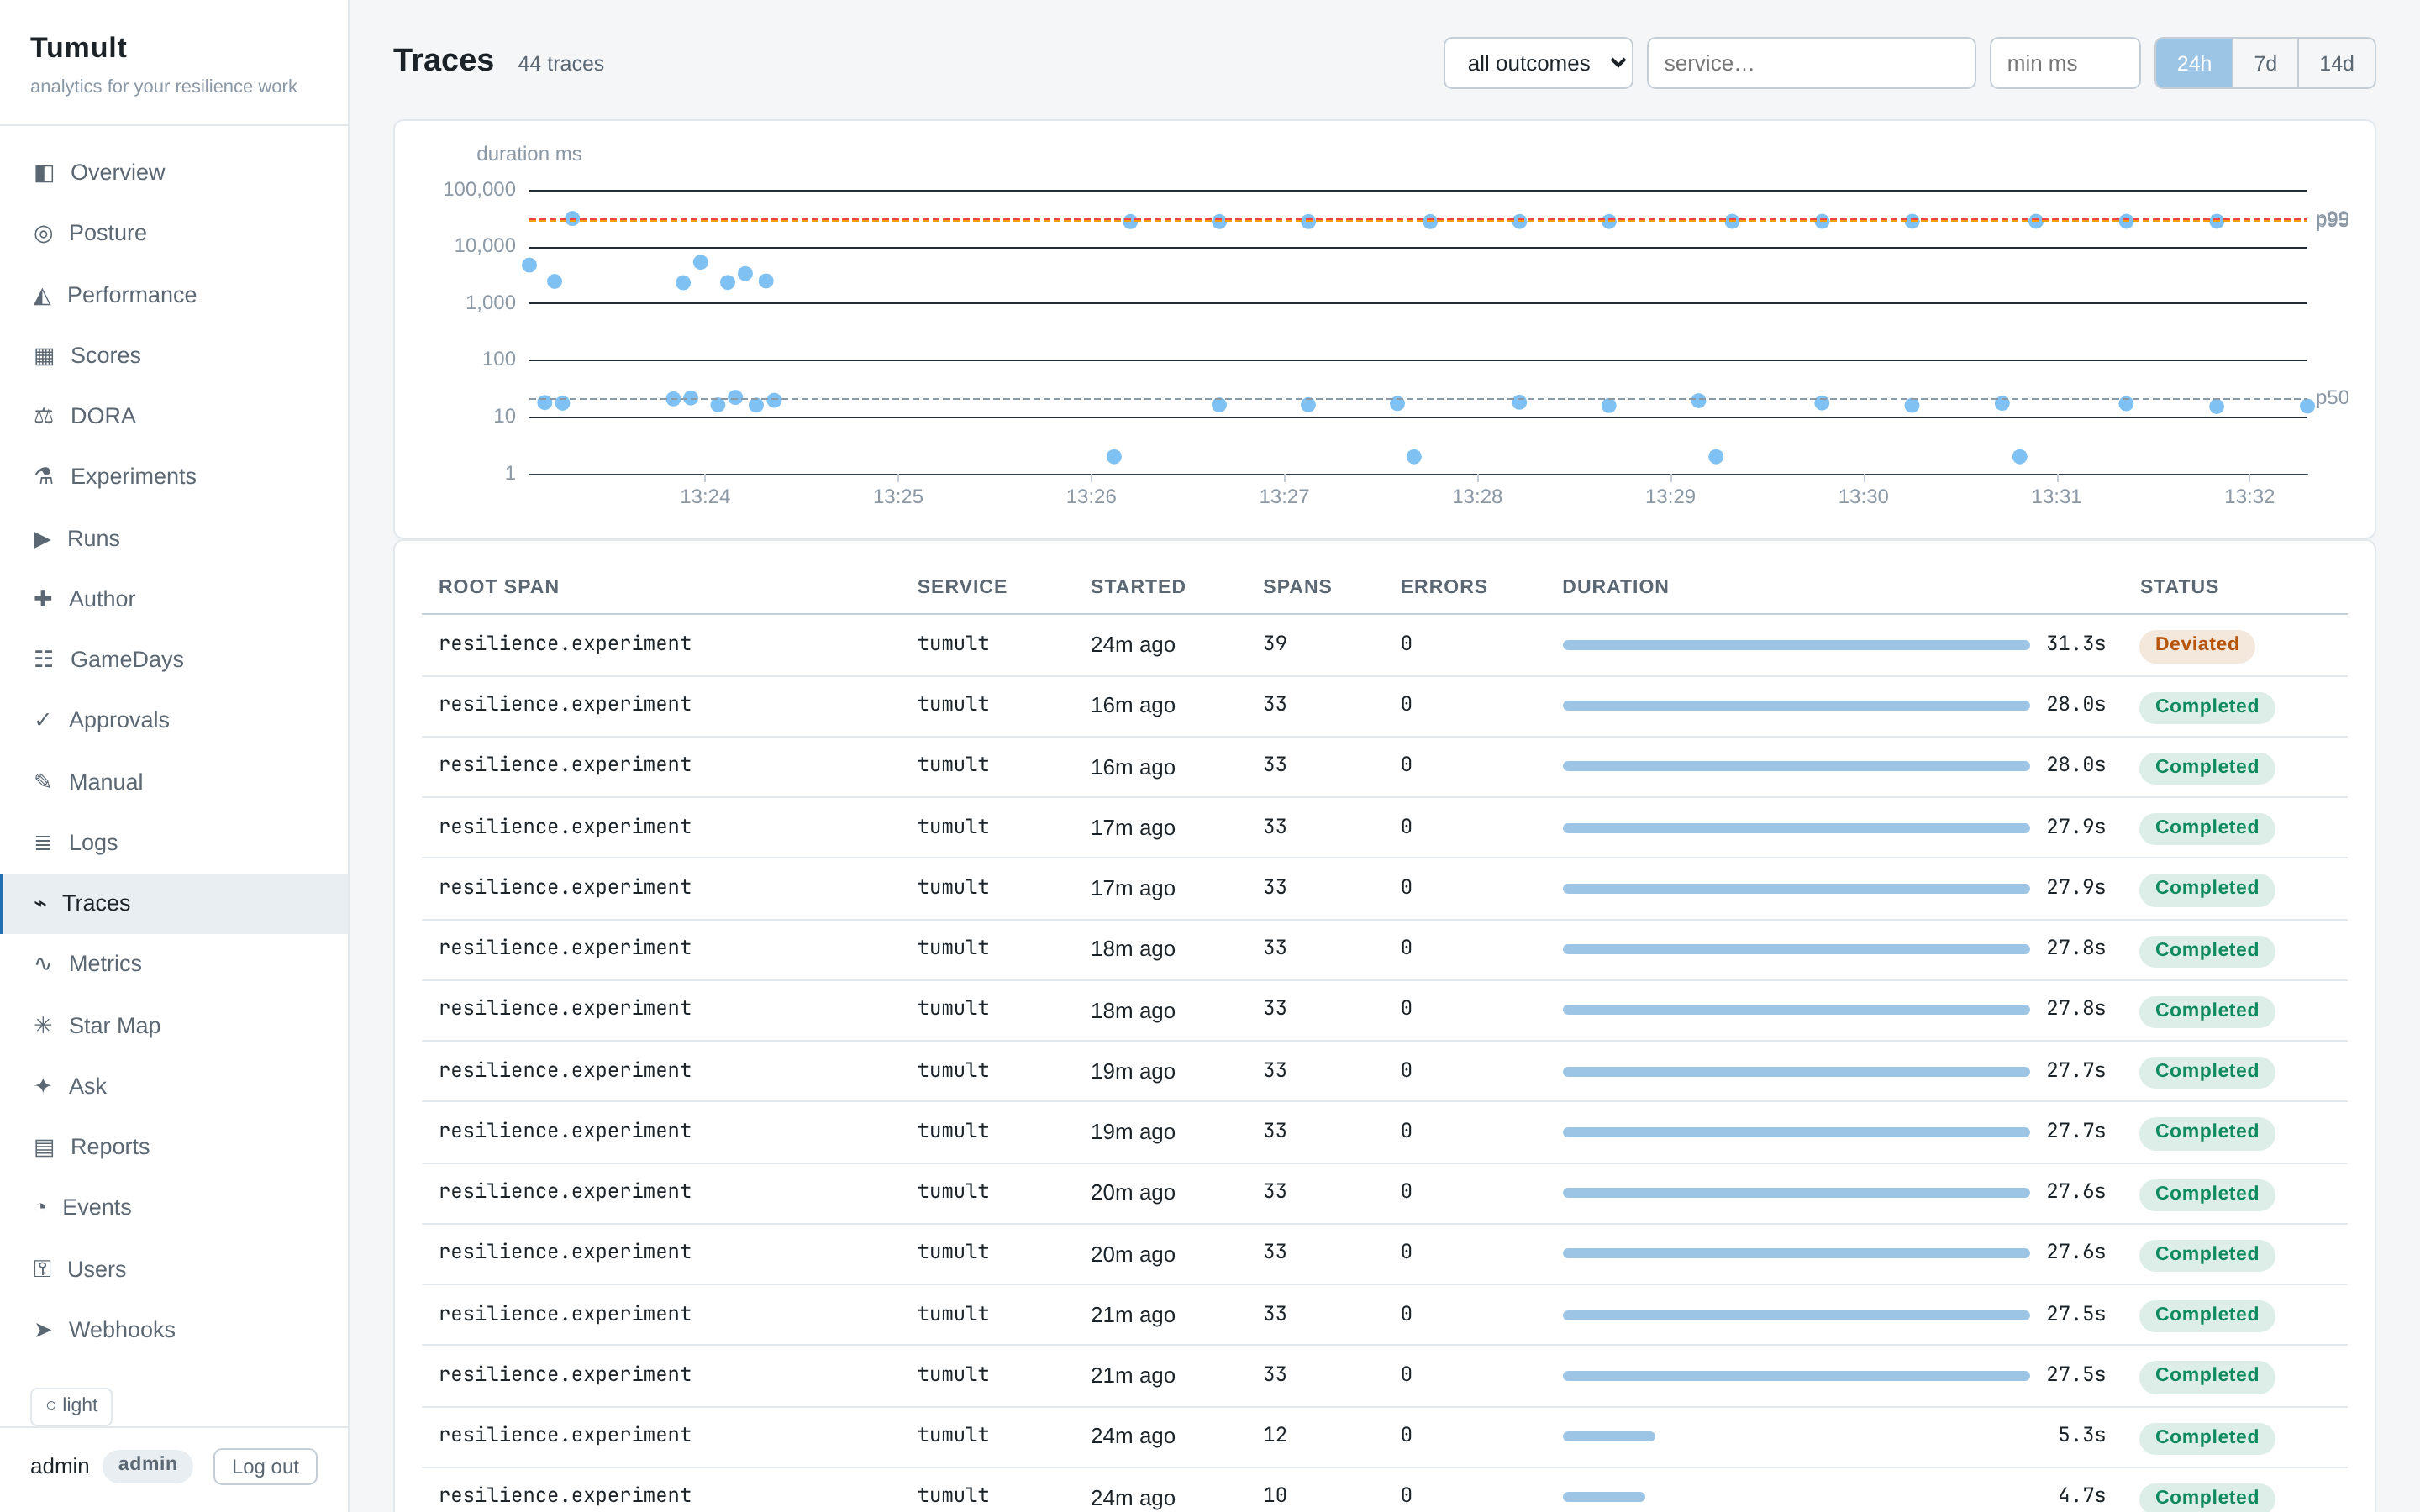 Tumult
analytics for your resilience work
Overview
Posture
Performance
Scores
DORA
Experiments
Runs
Author
GameDays
Approvals
Manual
Logs
Traces
Metrics
Star Map
Ask
Reports
Events
Users
Webhooks
light
admin admin Log out
Traces 44 traces all outcomes service… min ms 24h 7d 14d
duration ms
100,000
10,000
1,000
100
10
1
p95
p50
13:24 13:25 13:26 13:27 13:28 13:29 13:30 13:31 13:32
ROOT SPAN SERVICE STARTED SPANS ERRORS DURATION STATUS
resilience.experiment tumult 24m ago 39 0 31.3s Deviated
resilience.experiment tumult 16m ago 33 0 28.0s Completed
resilience.experiment tumult 16m ago 33 0 28.0s Completed
resilience.experiment tumult 17m ago 33 0 27.9s Completed
resilience.experiment tumult 17m ago 33 0 27.9s Completed
resilience.experiment tumult 18m ago 33 0 27.8s Completed
resilience.experiment tumult 18m ago 33 0 27.8s Completed
resilience.experiment tumult 19m ago 33 0 27.7s Completed
resilience.experiment tumult 19m ago 33 0 27.7s Completed
resilience.experiment tumult 20m ago 33 0 27.6s Completed
resilience.experiment tumult 20m ago 33 0 27.6s Completed
resilience.experiment tumult 21m ago 33 0 27.5s Completed
resilience.experiment tumult 21m ago 33 0 27.5s Completed
resilience.experiment tumult 24m ago 12 0 5.3s Completed
resilience.experiment tumult 24m ago 10 0 4.7s Completed